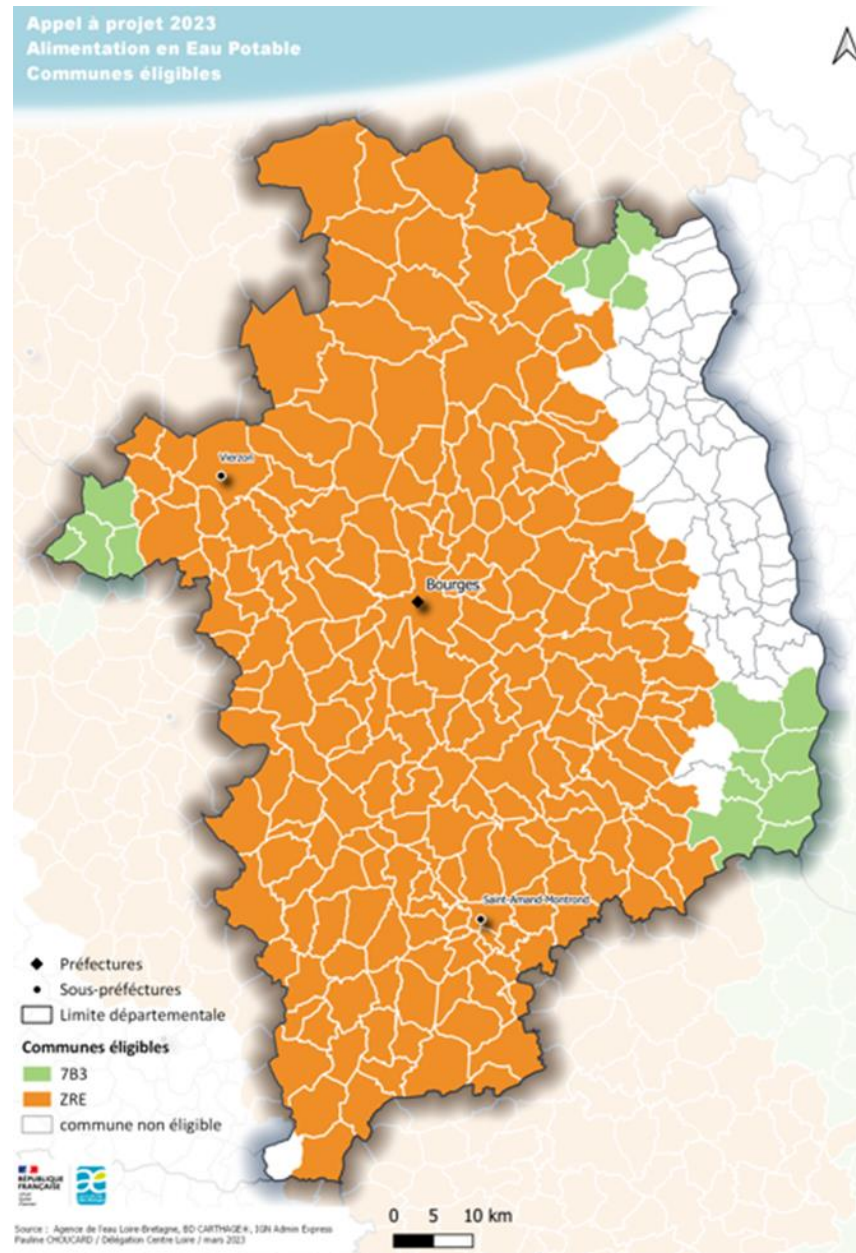 Appel à projet 2023
Alimentation en Eau Potable
Communes éligibles
Vierzon
Bourges
Saint-Amand-Montrond
Préfectures
Sous-préféctures
Limite départementale
Communes éligibles
7B3
ZRE
commune non éligible
RÉPUBLIQUE
FRANÇAISE
0 5 10 km
Source : Agence de l'eau Loire-Bretagne, BD CARTHAGE®, IGN Admin Express
Pauline CHOUCARD / Délégation Centre Loire / mars 2023